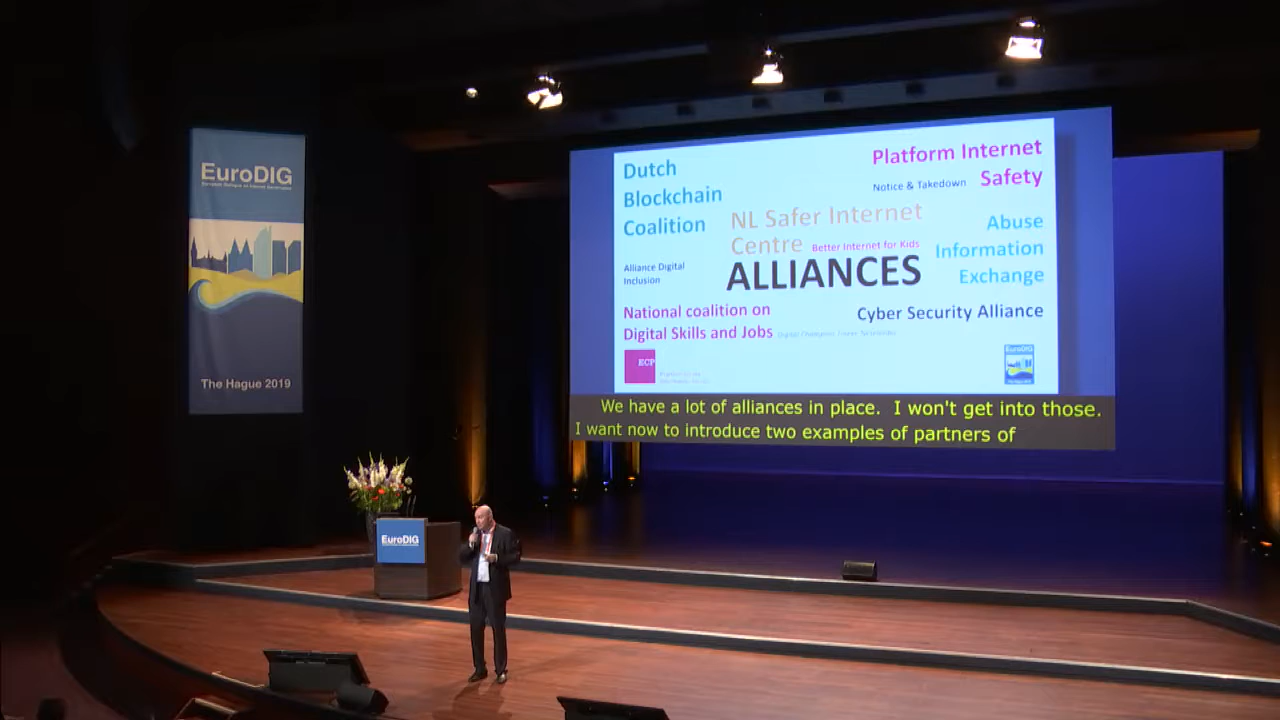 EuroDIG
The Hague 2019
Dutch
Blockchain
Coalition
Platform Internet
Notice & Takedown Safety
NL Safer Internet
Centre Better Internet for Kids
Abuse
Information
Exchange
Alliance Digital
Inclusion
ALLIANCES
National coalition on
Digital Skills and Jobs
Cyber Security Alliance
ECP
EuroDIG
We have a lot of alliances in place. I won't get into those.
I want now to introduce two examples of partners of
EuroDIG